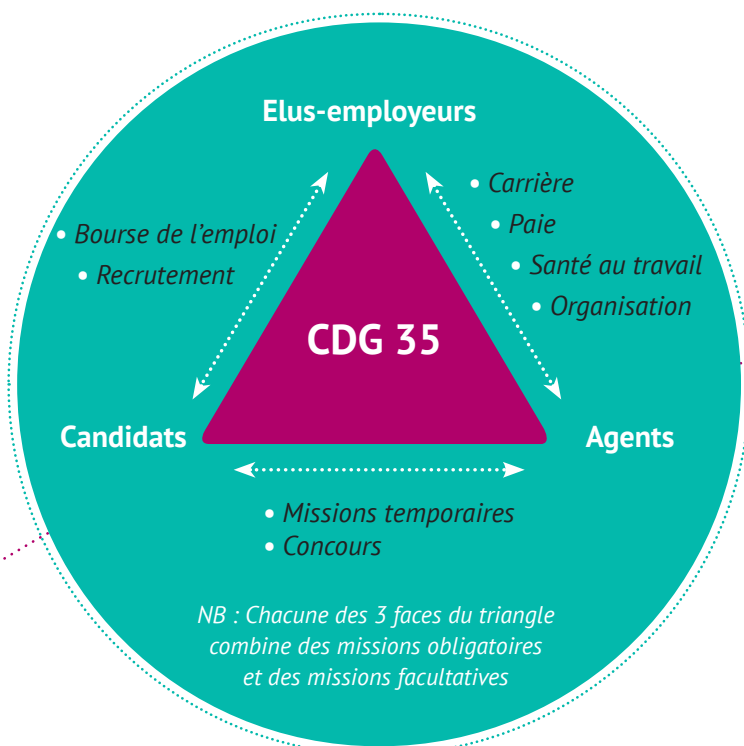 Elus-employeurs
• Bourse de l’emploi
• Recrutement
• Carrière
• Paie
• Santé au travail
• Organisation
CDG 35
Candidats
Agents
• Missions temporaires
• Concours
NB : Chacune des 3 faces du triangle
combine des missions obligatoires
et des missions facultatives